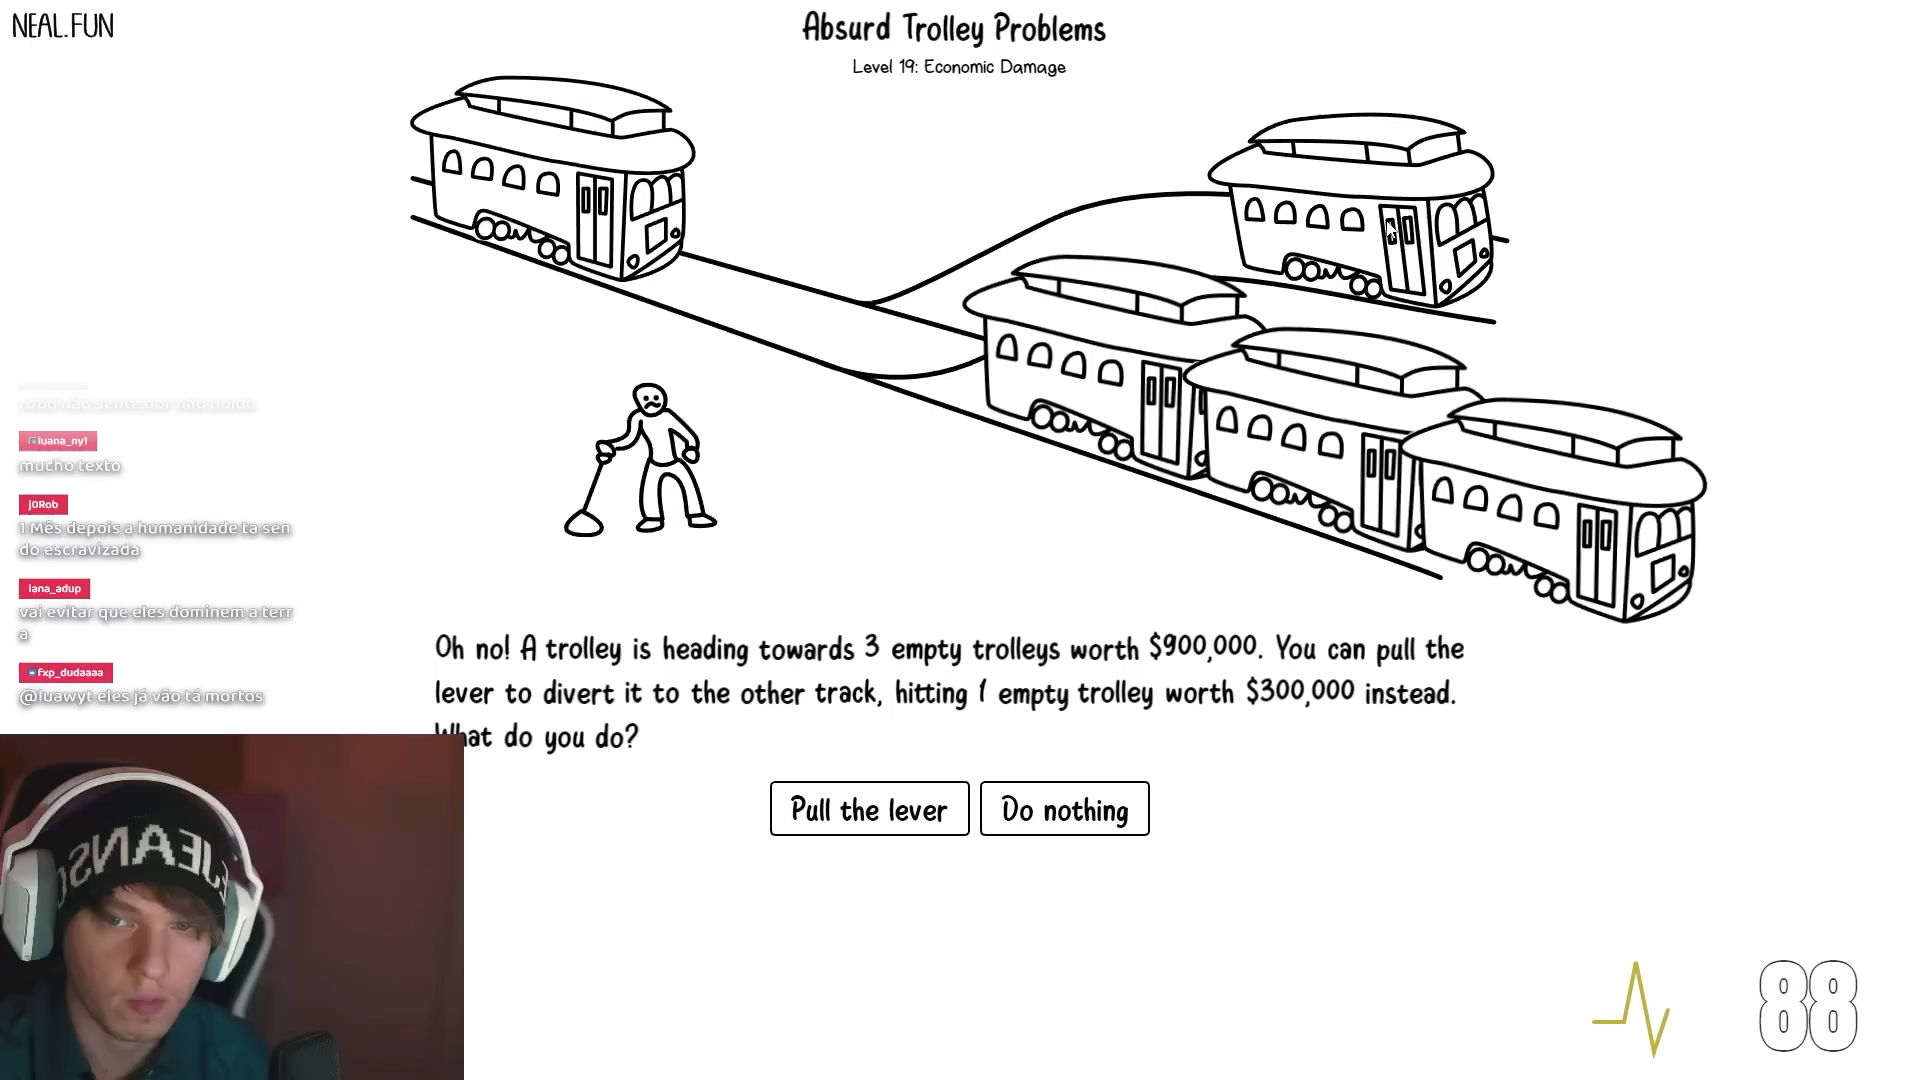 NEAL.FUN
Absurd Trolley Problems
Level 19: Economic Damage
luana_ny1
mucho texto
j0Rob
1 Mês depois a humanidade ta sen
do escravizada
lana_adup
vai evitar que eles dominem a terr
a
fxp_dudaaaa
@luawyt eles já vão tá mortos
Oh no! A trolley is heading towards 3 empty trolleys worth $900,000. You can pull the
lever to divert it to the other track, hitting 1 empty trolley worth $300,000 instead.
What do you do?
Pull the lever
Do nothing
JEANS
88